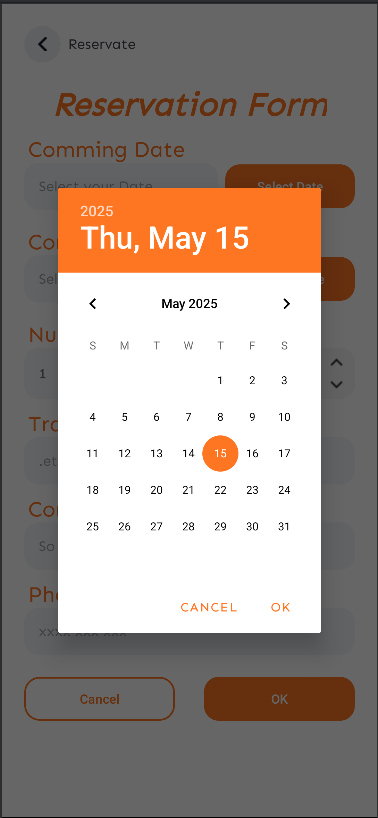 Reservate
Reservation Form
Comming Date
Select your Date
Select Date
2025
Thu, May 15
May 2025
S M T W T F S
1 2 3
4 5 6 7 8 9 10
11 12 13 14 15 16 17
18 19 20 21 22 23 24
25 26 27 28 29 30 31
CANCEL OK
Co
Sel
e
Nu
1
Tra
.et
Co
So
Pho
xxxx xxx xxx
Cancel
OK